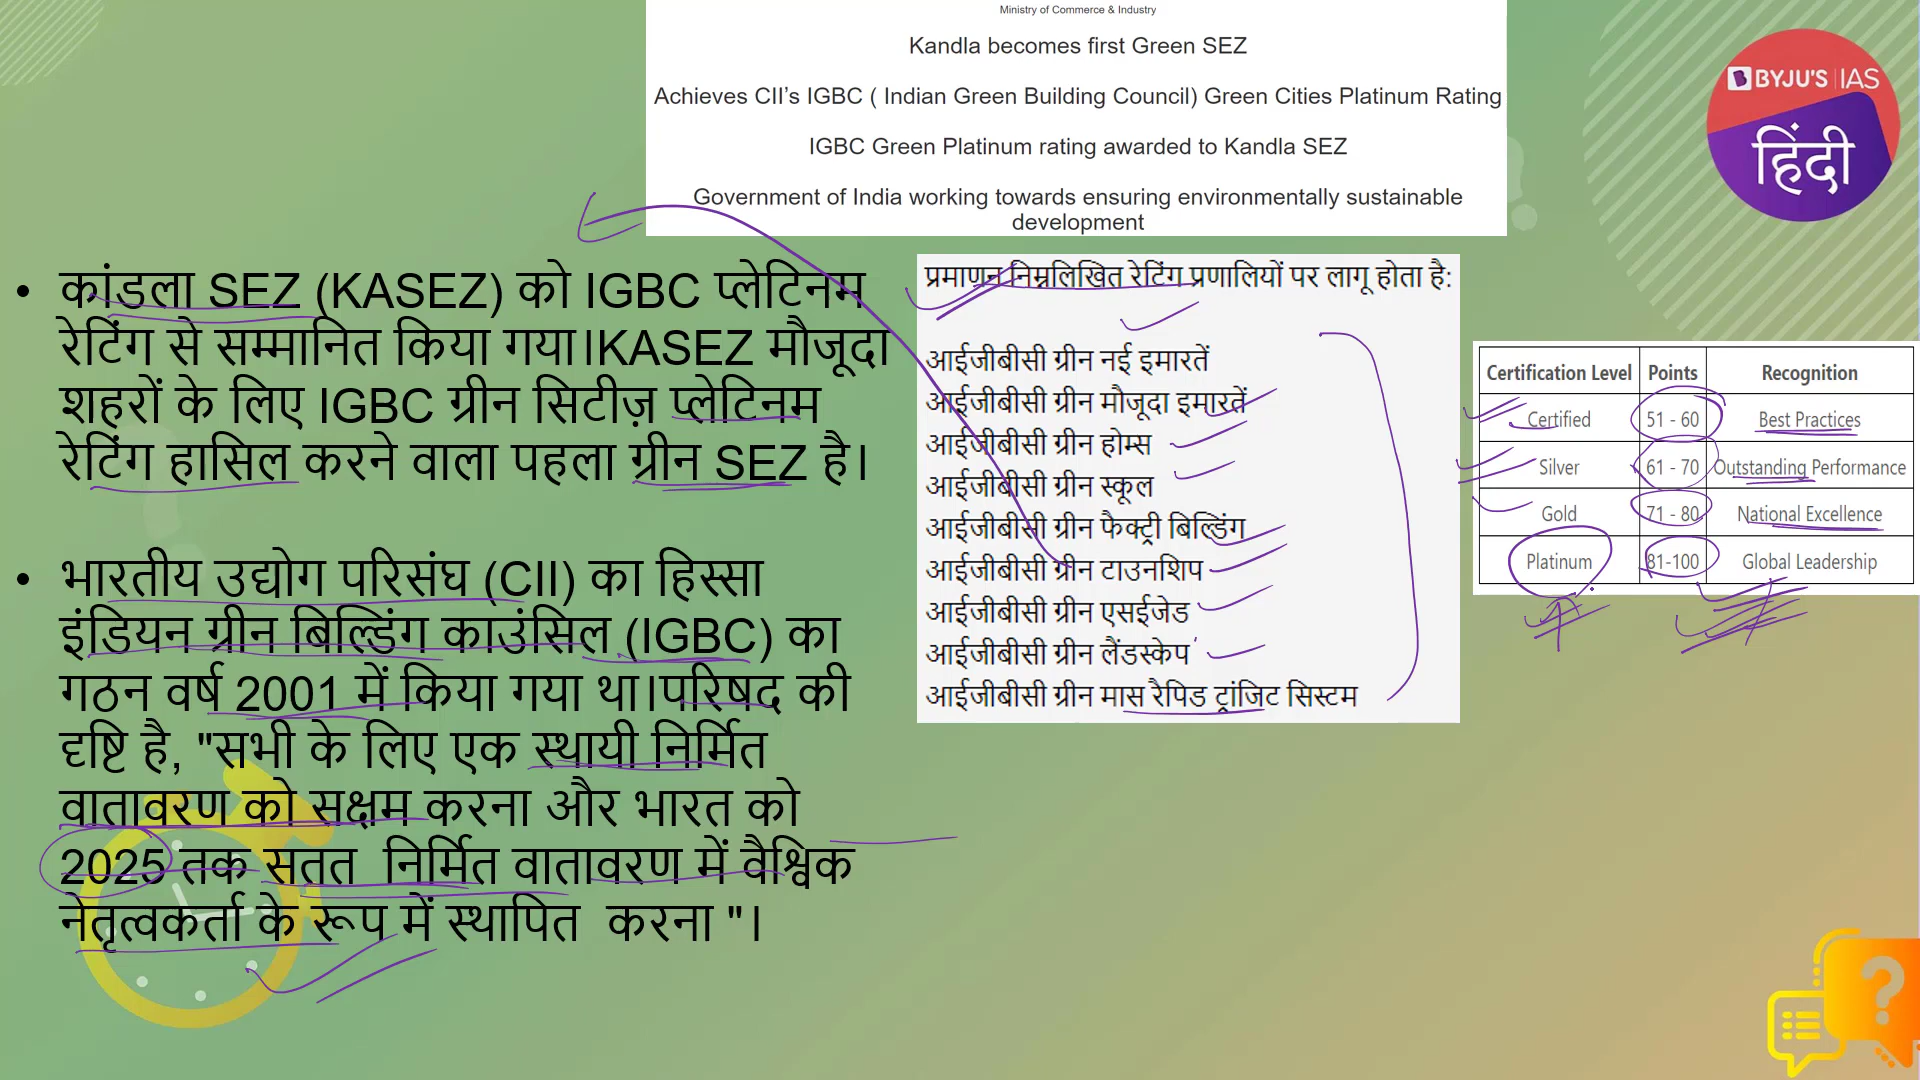 Ministry of Commerce & Industry
Kandla becomes first Green SEZ
Achieves CII’s IGBC ( Indian Green Building Council) Green Cities Platinum Rating
IGBC Green Platinum rating awarded to Kandla SEZ
Government of India working towards ensuring environmentally sustainable
development
BYJU'S IAS
हिंदी
• कांडला SEZ (KASEZ) को IGBC प्लेटिनम
रेटिंग से सम्मानित किया गया।KASEZ मौजूदा
शहरों के लिए IGBC ग्रीन सिटीज़ प्लेटिनम
रेटिंग हासिल करने वाला पहला ग्रीन SEZ है।
• भारतीय उद्योग परिसंघ (CII) का हिस्सा
इंडियन ग्रीन बिल्डिंग काउंसिल (IGBC) का
गठन वर्ष 2001 में किया गया था।परिषद की
दृष्टि है, "सभी के लिए एक स्थायी निर्मित
वातावरण को सक्षम करना और भारत को
2025 तक सतत निर्मित वातावरण में वैश्विक
नेतृत्वकर्ता के रूप में स्थापित करना "।
प्रमाणन निम्नलिखित रेटिंग प्रणालियों पर लागू होता है:
आईजीबीसी ग्रीन नई इमारतें
आईजीबीसी ग्रीन मौजूदा इमारतें
आईजीबीसी ग्रीन होम्स
आईजीबीसी ग्रीन स्कूल
आईजीबीसी ग्रीन फैक्ट्री बिल्डिंग
आईजीबीसी ग्रीन टाउनशिप
आईजीबीसी ग्रीन एसईजेड
आईजीबीसी ग्रीन लैंडस्केप
आईजीबीसी ग्रीन मास रैपिड ट्रांजिट सिस्टम
Certification Level Points Recognition
Certified 51 - 60 Best Practices
Silver 61 - 70 Outstanding Performance
Gold 71 - 80 National Excellence
Platinum 81-100 Global Leadership
?